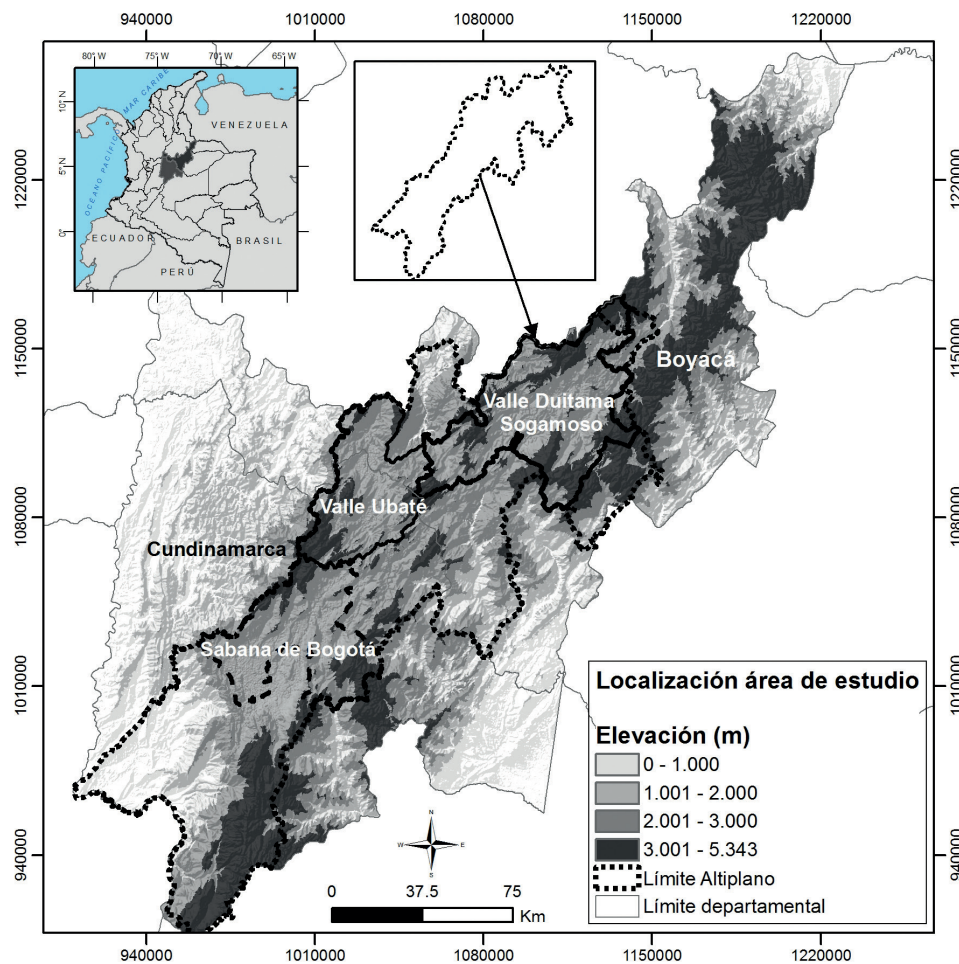 940000 1010000 1080000 1150000 1220000
80° W 75° W 70° W 65° W
10° N
5° N
0°
MAR CARIBE
OCÉANO PACÍFICO
VENEZUELA
ECUADOR
BRASIL
PERÚ
1220000
1150000
1080000
1010000
940000
1220000
1150000
1080000
1010000
940000
Boyacá
Valle Duitama
Sogamoso
Valle Ubaté
Cundinamarca
Sabana de Bogotá
Localización área de estudio
Elevación (m)
0 - 1.000
1.001 - 2.000
2.001 - 3.000
3.001 - 5.343
Límite Altiplano
Límite departamental
N
W E
S
0 37.5 75
Km
940000 1010000 1080000 1150000 1220000